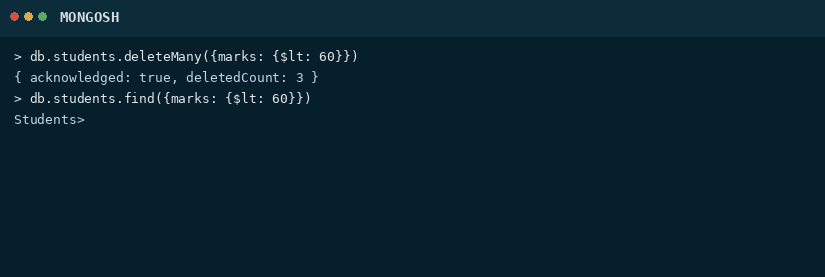 MONGOSH
> db.students.deleteMany({marks: {$lt: 60}})
{ acknowledged: true, deletedCount: 3 }
> db.students.find({marks: {$lt: 60}})
Students>